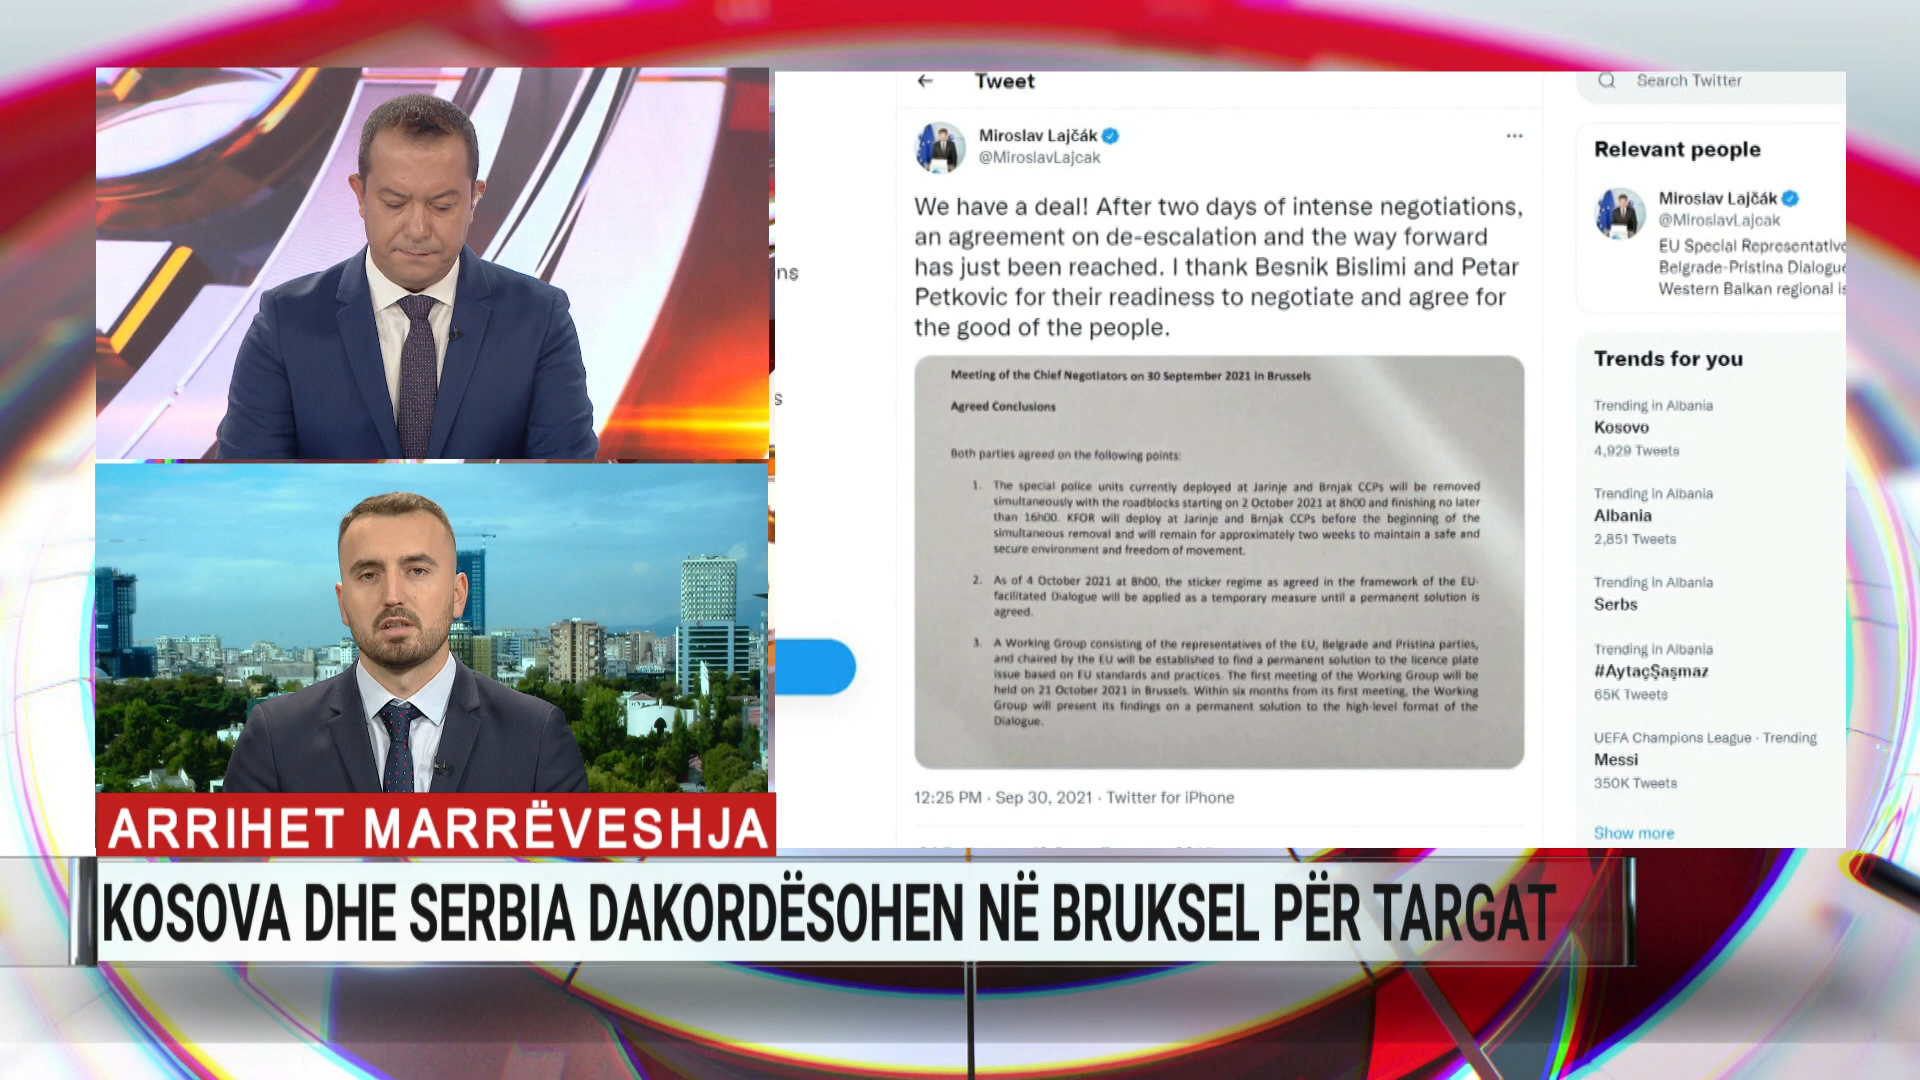 Tweet
Search Twitter
Miroslav Lajčák
@MiroslavLajcak
We have a deal! After two days of intense negotiations,
an agreement on de-escalation and the way forward
has just been reached. I thank Besnik Bislimi and Petar
Petkovic for their readiness to negotiate and agree for
the good of the people.
Meeting of the Chief Negotiators on 30 September 2021 in Brussels
Agreed Conclusions
Both parties agreed on the following points:
1. The special police units currently deployed at Jarinje and Brnjak CCPs will be removed
simultaneously with the roadblocks starting on 2 October 2021 at 8h00 and finishing no later
than 16h00. KFOR will deploy at Jarinje and Brnjak CCPs before the beginning of the
simultaneous removal and will remain for approximately two weeks to maintain a safe and
secure environment and freedom of movement.
2. As of 4 October 2021 at 8h00, the sticker regime as agreed in the framework of the EU-
facilitated Dialogue will be applied as a temporary measure until a permanent solution is
agreed.
3. A Working Group consisting of the representatives of the EU, Belgrade and Pristina parties,
and chaired by the EU will be established to find a permanent solution to the licence plate
issue based on EU standards and practices. The first meeting of the Working Group will be
held on 21 October 2021 in Brussels. Within six months from its first meeting, the Working
Group will present its findings on a permanent solution to the high-level format of the
Dialogue.
12:25 PM · Sep 30, 2021 · Twitter for iPhone
ns
s
Relevant people
Miroslav Lajčák
@MiroslavLajcak
EU Special Representative
Belgrade-Pristina Dialogue
Western Balkan regional is
Trends for you
Trending in Albania
Kosovo
4,929 Tweets
Trending in Albania
Albania
2,851 Tweets
Trending in Albania
Serbs
Trending in Albania
#AytaçŞaşmaz
65K Tweets
UEFA Champions League · Trending
Messi
350K Tweets
Show more
ARRIHET MARRËVESHJA
KOSOVA DHE SERBIA DAKORDËSOHEN NË BRUKSEL PËR TARGAT